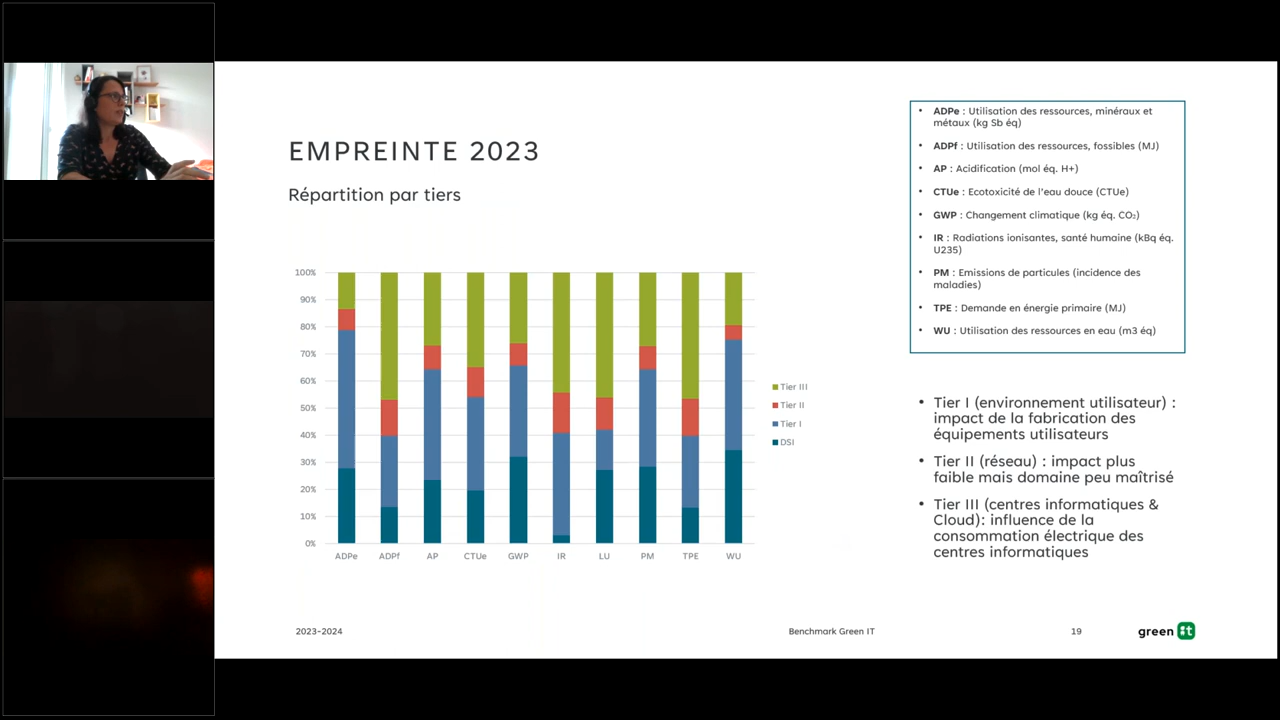 EMPREINTE 2023
Répartition par tiers
100%
90%
80%
70%
60%
50%
40%
30%
20%
10%
0%
ADPe
ADPf
AP
CTUe
GWP
IR
LU
PM
TPE
WU
Tier III
Tier II
Tier I
DSI
• ADPe : Utilisation des ressources, minéraux et
métaux (kg Sb éq)
• ADPf : Utilisation des ressources, fossibles (MJ)
• AP : Acidification (mol éq. H+)
• CTUe : Ecotoxicité de l'eau douce (CTUe)
• GWP : Changement climatique (kg éq. CO₂)
• IR : Radiations ionisantes, santé humaine (kBq éq.
U235)
• PM : Emissions de particules (incidence des
maladies)
• TPE : Demande en énergie primaire (MJ)
• WU : Utilisation des ressources en eau (m3 éq)
• Tier I (environnement utilisateur) :
impact de la fabrication des
équipements utilisateurs
• Tier II (réseau) : impact plus
faible mais domaine peu maîtrisé
• Tier III (centres informatiques &
Cloud): influence de la
consommation électrique des
centres informatiques
2023-2024
Benchmark Green IT
19
green it